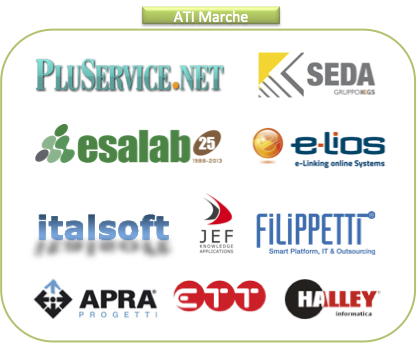 ATI Marche
PLUSERVICE.NET
SEDA
GRUPPO KGS
esalab 25
1988-2013
e-lios
e-Linking online Systems
italsoft
JEF
KNOWLEDGE
APPLICATIONS
FiLiPPETTi
Smart Platform, IT & Outsourcing
APRA®
PROGETTI
ETT
HALLEY®
informatica